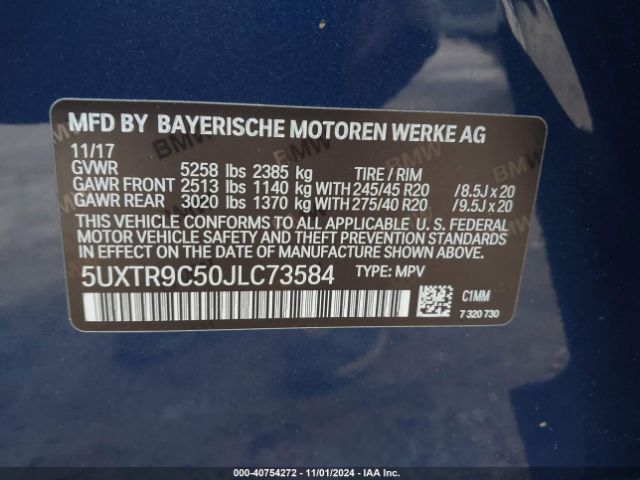 MFD BY BAYERISCHE MOTOREN WERKE AG
11/17
GVWR 5258 lbs 2385 kg TIRE / RIM
GAWR FRONT 2513 lbs 1140 kg WITH 245/45 R20 /8.5J x 20
GAWR REAR 3020 lbs 1370 kg WITH 275/40 R20 /9.5J x 20
THIS VEHICLE CONFORMS TO ALL APPLICABLE U. S. FEDERAL
MOTOR VEHICLE SAFETY AND THEFT PREVENTION STANDARDS
IN EFFECT ON THE DATE OF MANUFACTURE SHOWN ABOVE.
5UXTR9C50JLC73584 TYPE: MPV
C1MM
7 320 730
000-40754272 - 11/01/2024 - IAA Inc.